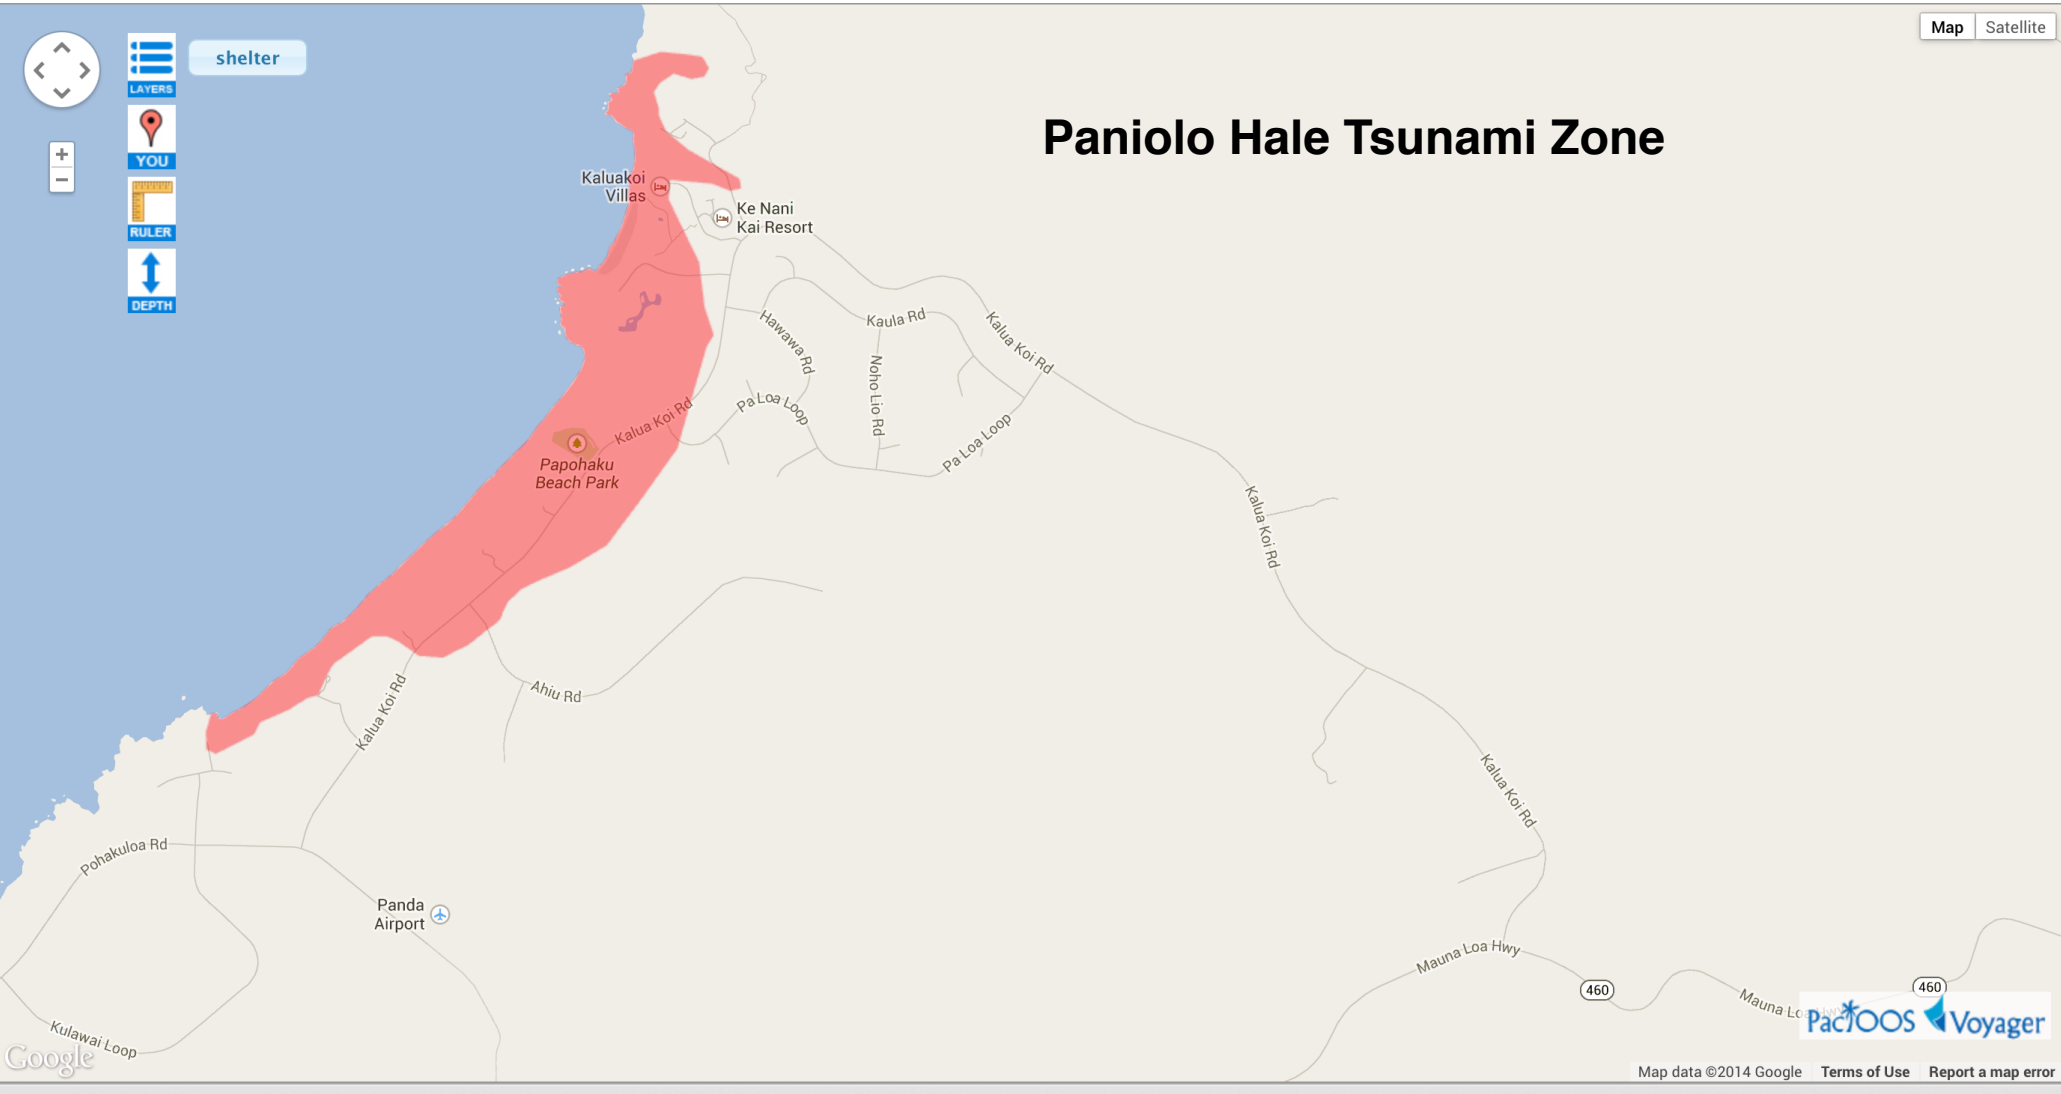 Map
Satellite
shelter
LAYERS
YOU
RULER
DEPTH
Paniolo Hale Tsunami Zone
Kaluakoi
Villas
Ke Nani
Kai Resort
Hawawa Rd
Kaula Rd
Kalua Koi Rd
Noho Lio Rd
Pa Loa Loop
Kalua Koi Rd
Pa Loa Loop
Papohaku
Beach Park
Kalua Koi Rd
Kalua Koi Rd
Ahiu Rd
Kalua Koi Rd
Pohakuloa Rd
Panda
Airport
Mauna Loa Hwy
460
460
Mauna Loa Hwy
PacIOOS Voyager
Kulawai Loop
Google
Map data ©2014 Google
Terms of Use
Report a map error